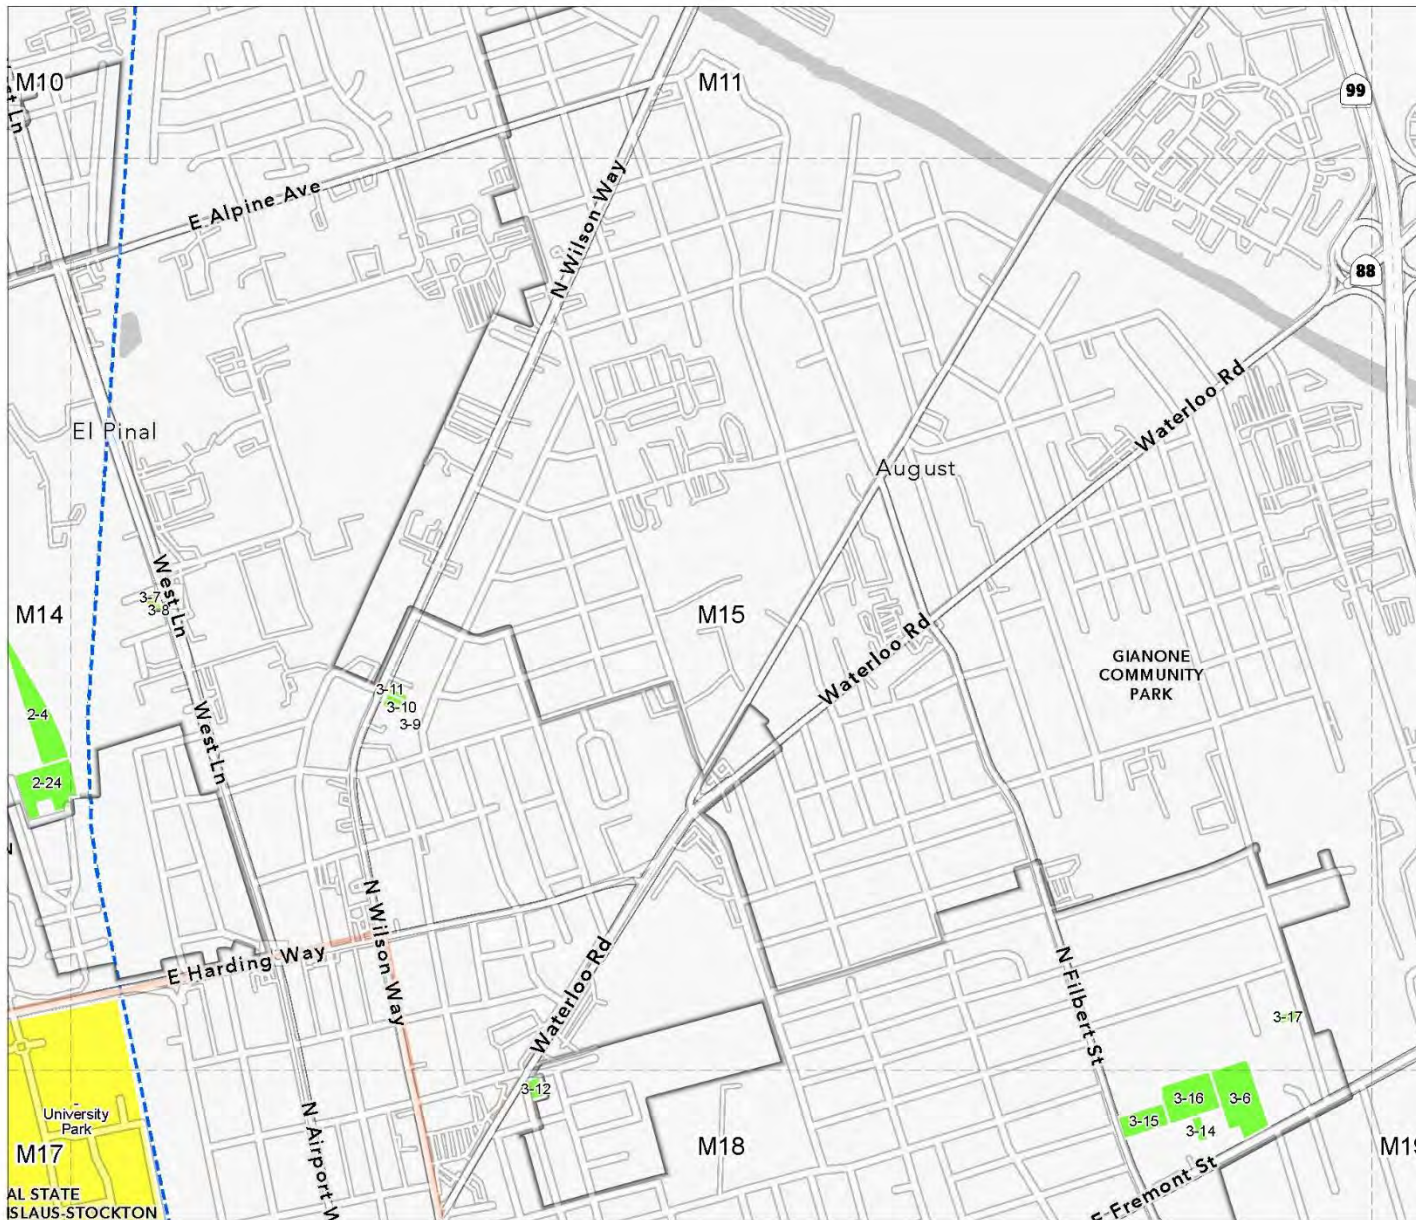 M10
M11
99
West Ln
E Alpine Ave
N Wilson Way
88
Waterloo Rd
El Pinal
August
West Ln
3-7
3-8
M14
M15
Waterloo Rd
GIANONE
COMMUNITY
PARK
3-11
3-10
3-9
2-4
West Ln
2-24
N
N Wilson Way
E Harding Way
Waterloo Rd
N Filbert St
3-17
3-12
3-16
3-6
3-15
3-14
University
Park
N Airport W
M17
M18
M19
E Fremont St
AL STATE
ISLAUS-STOCKTON